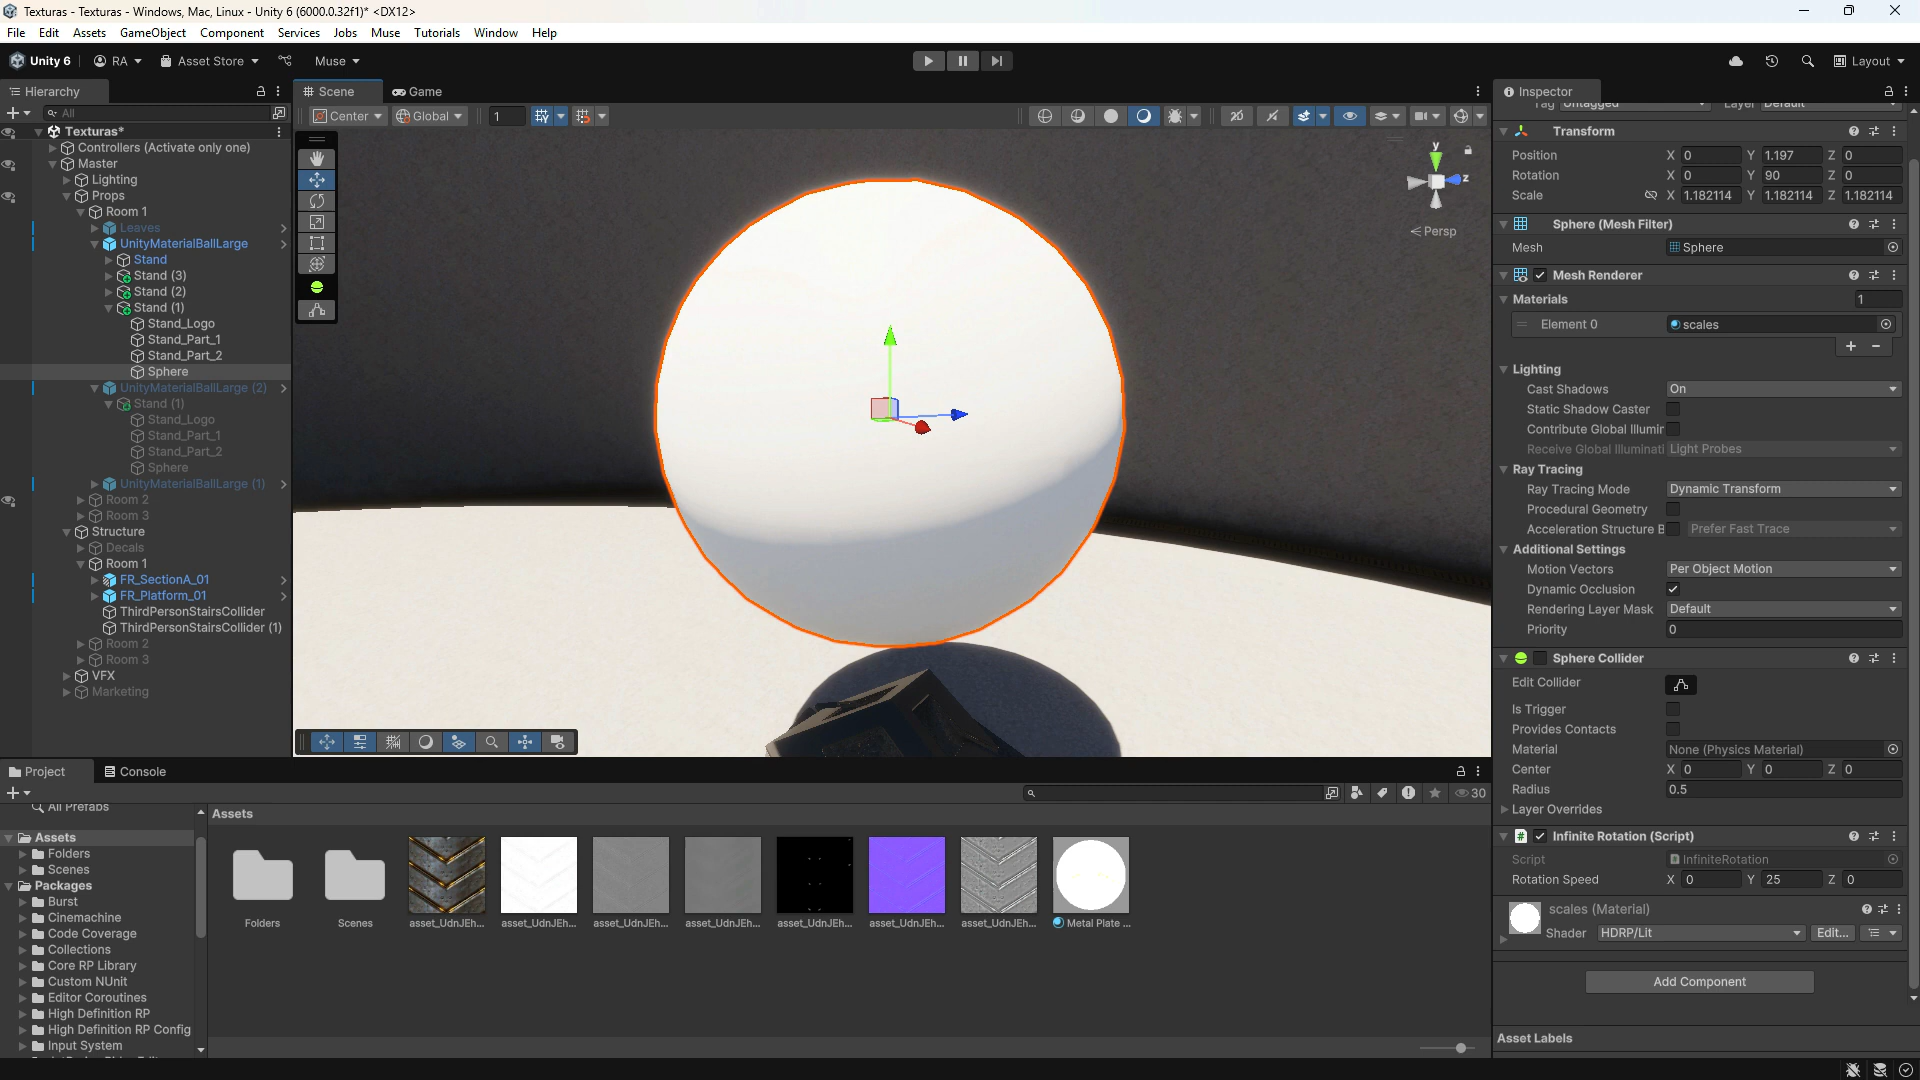 Texturas - Texturas - Windows, Mac, Linux - Unity 6 (6000.0.32f1)* <DX12>
File Edit Assets GameObject Component Services Jobs Muse Tutorials Window Help
Unity 6 RA Asset Store Muse Layout
Hierarchy
All
Texturas*
Controllers (Activate only one)
Master
Lighting
Props
Room 1
Leaves
UnityMaterialBallLarge
Stand
Stand (3)
Stand (2)
Stand (1)
Stand_Logo
Stand_Part_1
Stand_Part_2
Sphere
UnityMaterialBallLarge (2)
Stand (1)
Stand_Logo
Stand_Part_1
Stand_Part_2
Sphere
UnityMaterialBallLarge (1)
Room 2
Room 3
Structure
Decals
Room 1
FR_SectionA_01
FR_Platform_01
ThirdPersonStairsCollider
ThirdPersonStairsCollider (1)
Room 2
Room 3
VFX
Marketing
Scene Game
Center Global 1 2D
y
z
Persp
Inspector
Tag Untagged Layer Default
Transform
Position X 0 Y 1.197 Z 0
Rotation X 0 Y 90 Z 0
Scale X 1.182114 Y 1.182114 Z 1.182114
Sphere (Mesh Filter)
Mesh Sphere
Mesh Renderer
Materials 1
Element 0 scales
Lighting
Cast Shadows On
Static Shadow Caster
Contribute Global Illumir
Receive Global Illuminati Light Probes
Ray Tracing
Ray Tracing Mode Dynamic Transform
Procedural Geometry
Acceleration Structure B Prefer Fast Trace
Additional Settings
Motion Vectors Per Object Motion
Dynamic Occlusion
Rendering Layer Mask Default
Priority 0
Sphere Collider
Edit Collider
Is Trigger
Provides Contacts
Material None (Physics Material)
Center X 0 Y 0 Z 0
Radius 0.5
Layer Overrides
# Infinite Rotation (Script)
Script InfiniteRotation
Rotation Speed X 0 Y 25 Z 0
scales (Material)
Shader HDRP/Lit Edit...
Add Component
Asset Labels
Project Console
30
All Prefabs
Assets
Folders
Scenes
Packages
Burst
Cinemachine
Code Coverage
Collections
Core RP Library
Custom NUnit
Editor Coroutines
High Definition RP
High Definition RP Config
Input System
Assets
Folders Scenes asset_UdnJEh... asset_UdnJEh... asset_UdnJEh... asset_UdnJEh... asset_UdnJEh... asset_UdnJEh... asset_UdnJEh... Metal Plate ...